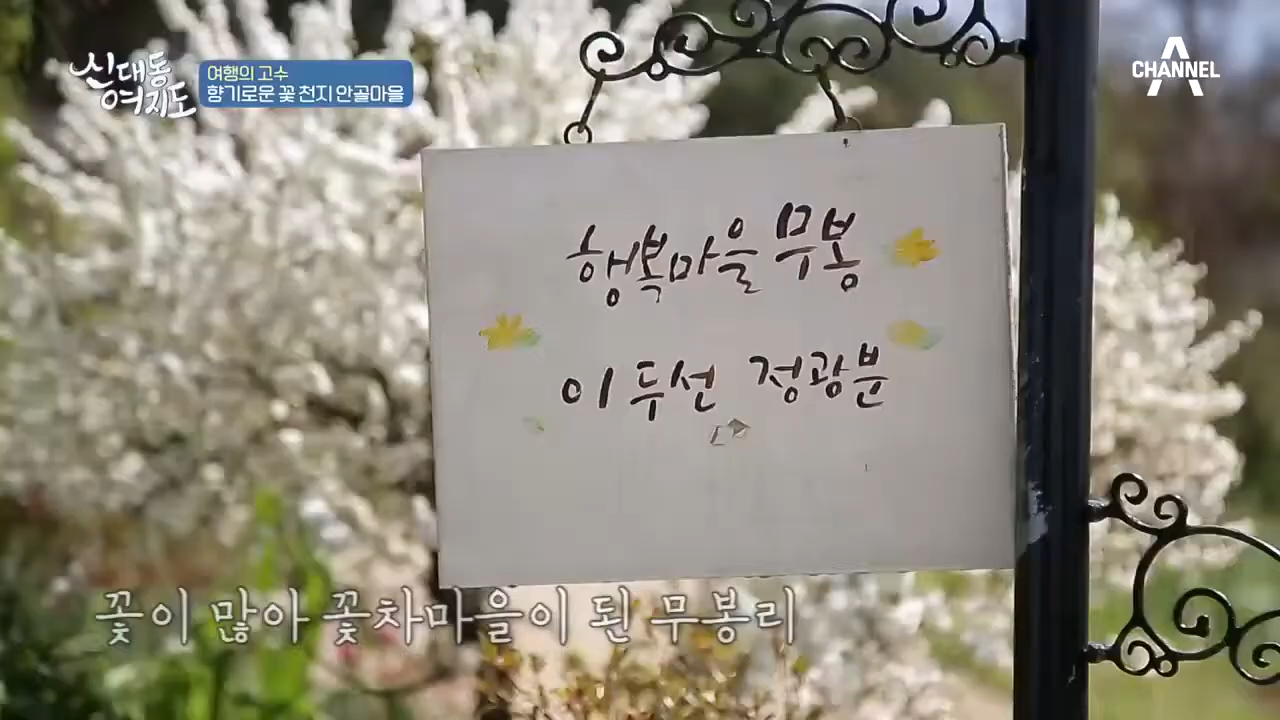 신대동
여지도
여행의 고수
향기로운 꽃 천지 안골마을
CHANNEL A
행복마을 무봉
이두선 정광분
꽃이 많아 꽃차마을이 된 무봉리